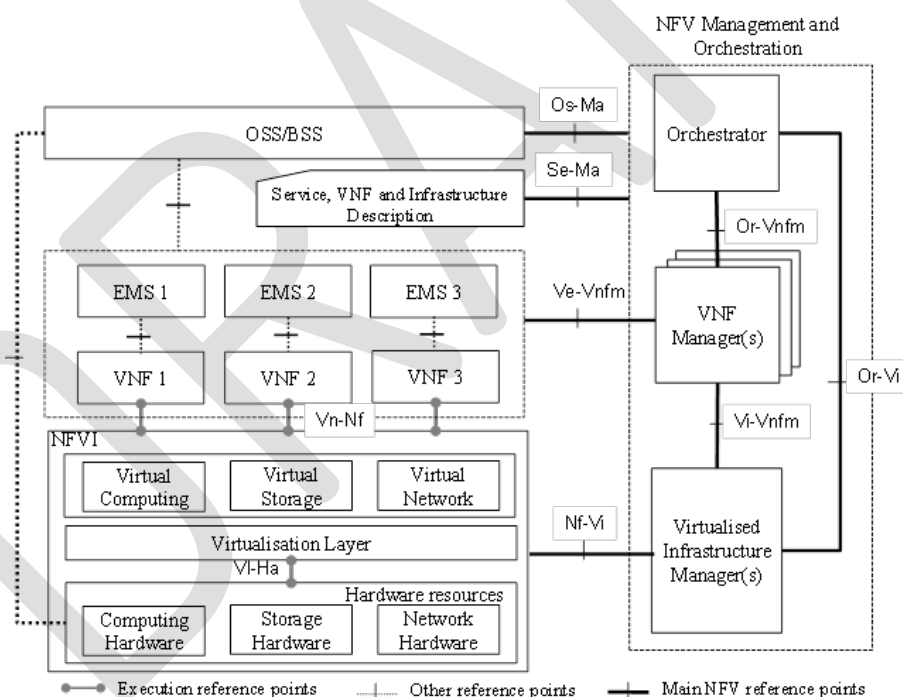 NFV Management and
Orchestration
Os-Ma
OSS/BSS
Orchestrator
Se-Ma
Service, VNF and Infrastructure
Description
Or-Vnfm
EMS 1
EMS 2
EMS 3
Ve-Vnfm
VNF
Manager(s)
VNF 1
VNF 2
VNF 3
Or-Vi
Vn-Nf
Vi-Vnfm
NFVI
Virtual
Computing
Virtual
Storage
Virtual
Network
Nf-Vi
Virtualised
Infrastructure
Manager(s)
Virtualisation Layer
Vl-Ha
Hardware resources
Computing
Hardware
Storage
Hardware
Network
Hardware
Execution reference points
Other reference points
Main NFV reference points
DRAF